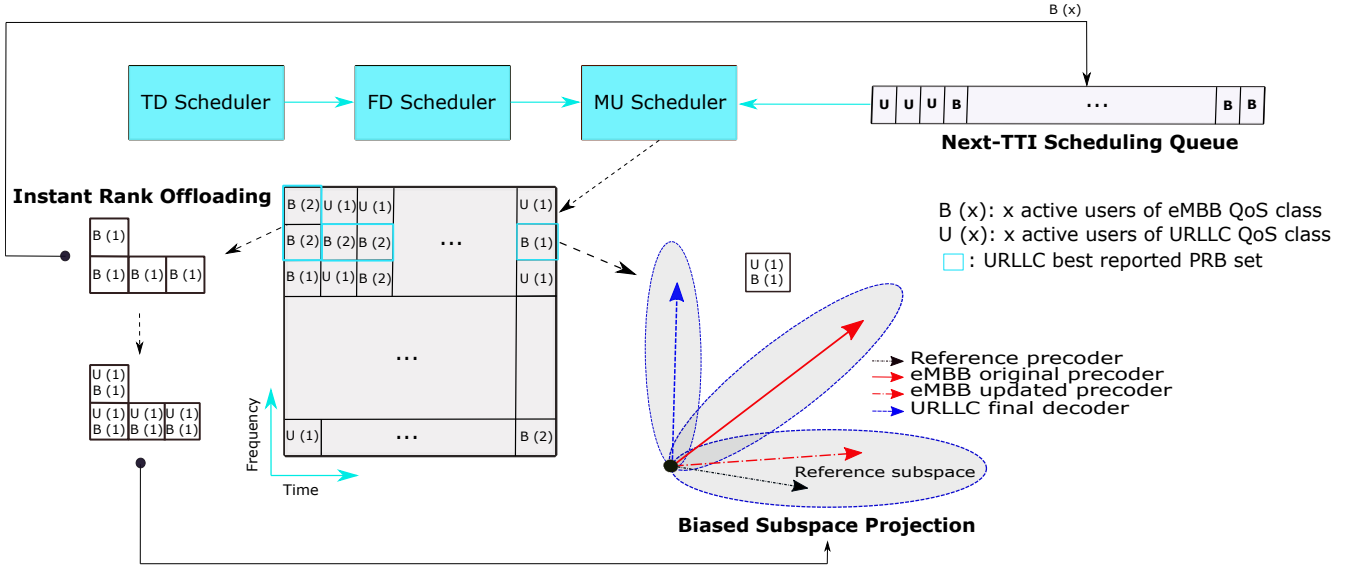 B (x)
TD Scheduler
FD Scheduler
MU Scheduler
U U U B ... B B
Next-TTI Scheduling Queue
Instant Rank Offloading
B (1)
B (1) B (1) B (1)
U (1)
B (1)
U (1) U (1) U (1)
B (1) B (1) B (1)
B (2) U (1) U (1) U (1)
B (2) B (2) B (2) ... B (1)
B (1) U (1) B (2) U (1)
...
U (1) ... B (2)
Frequency
Time
B (x): x active users of eMBB QoS class
U (x): x active users of URLLC QoS class
: URLLC best reported PRB set
U (1)
B (1)
Reference precoder
eMBB original precoder
eMBB updated precoder
URLLC final decoder
Reference subspace
Biased Subspace Projection